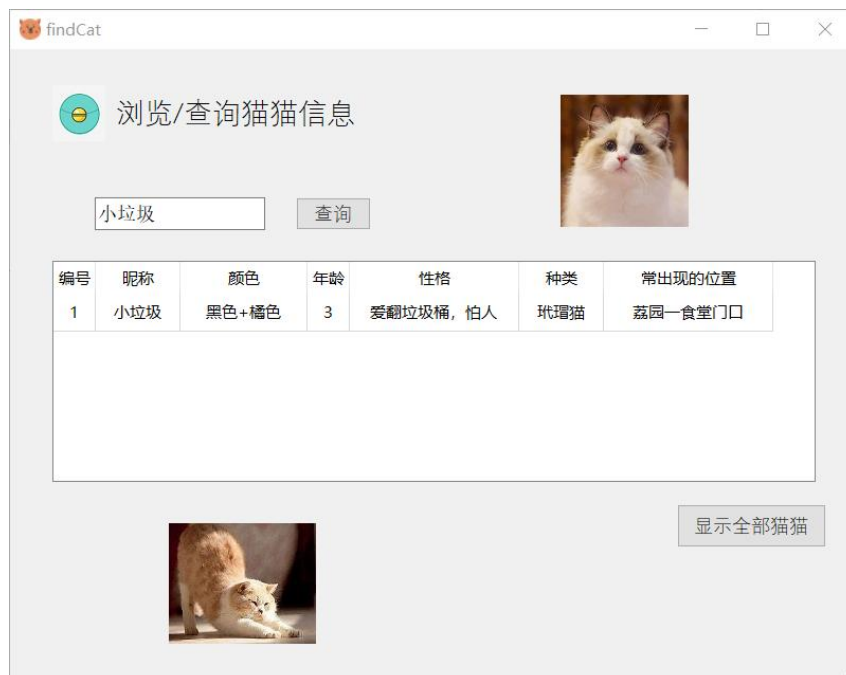 findCat
浏览/查询猫猫信息
小垃圾 查询
编号 昵称 颜色 年龄 性格 种类 常出现的位置
1 小垃圾 黑色+橘色 3 爱翻垃圾桶，怕人 玳瑁猫 荔园一食堂门口
显示全部猫猫